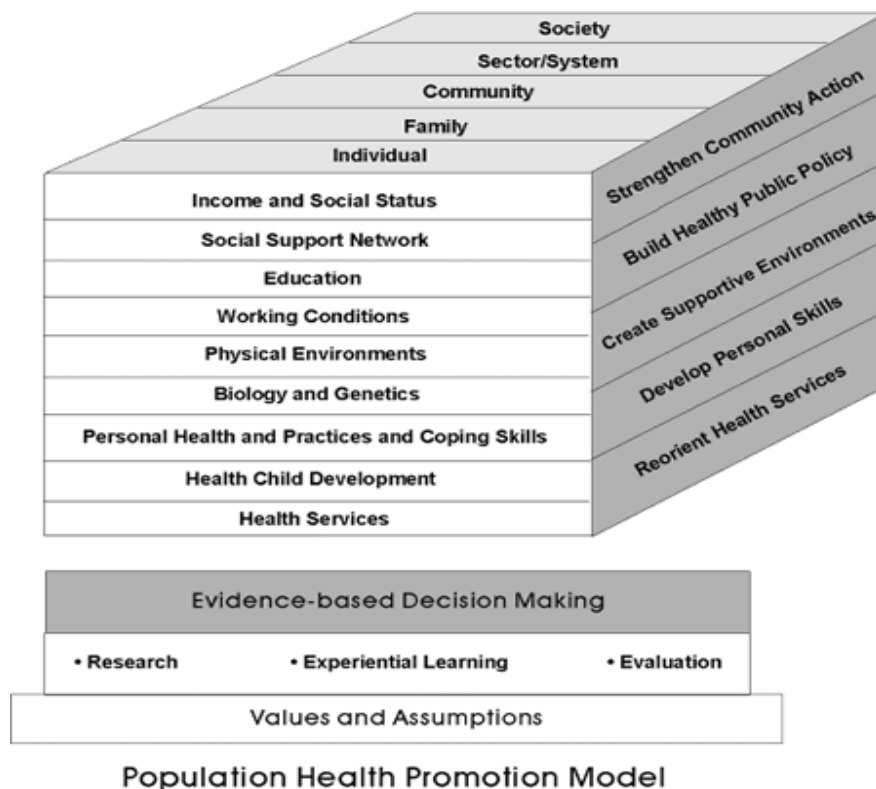 Society
Sector/System
Community
Family
Individual
Income and Social Status
Social Support Network
Education
Working Conditions
Physical Environments
Biology and Genetics
Personal Health and Practices and Coping Skills
Health Child Development
Health Services
Strengthen Community Action
Build Healthy Public Policy
Create Supportive Environments
Develop Personal Skills
Reorient Health Services
Evidence-based Decision Making
• Research • Experiential Learning • Evaluation
Values and Assumptions
Population Health Promotion Model